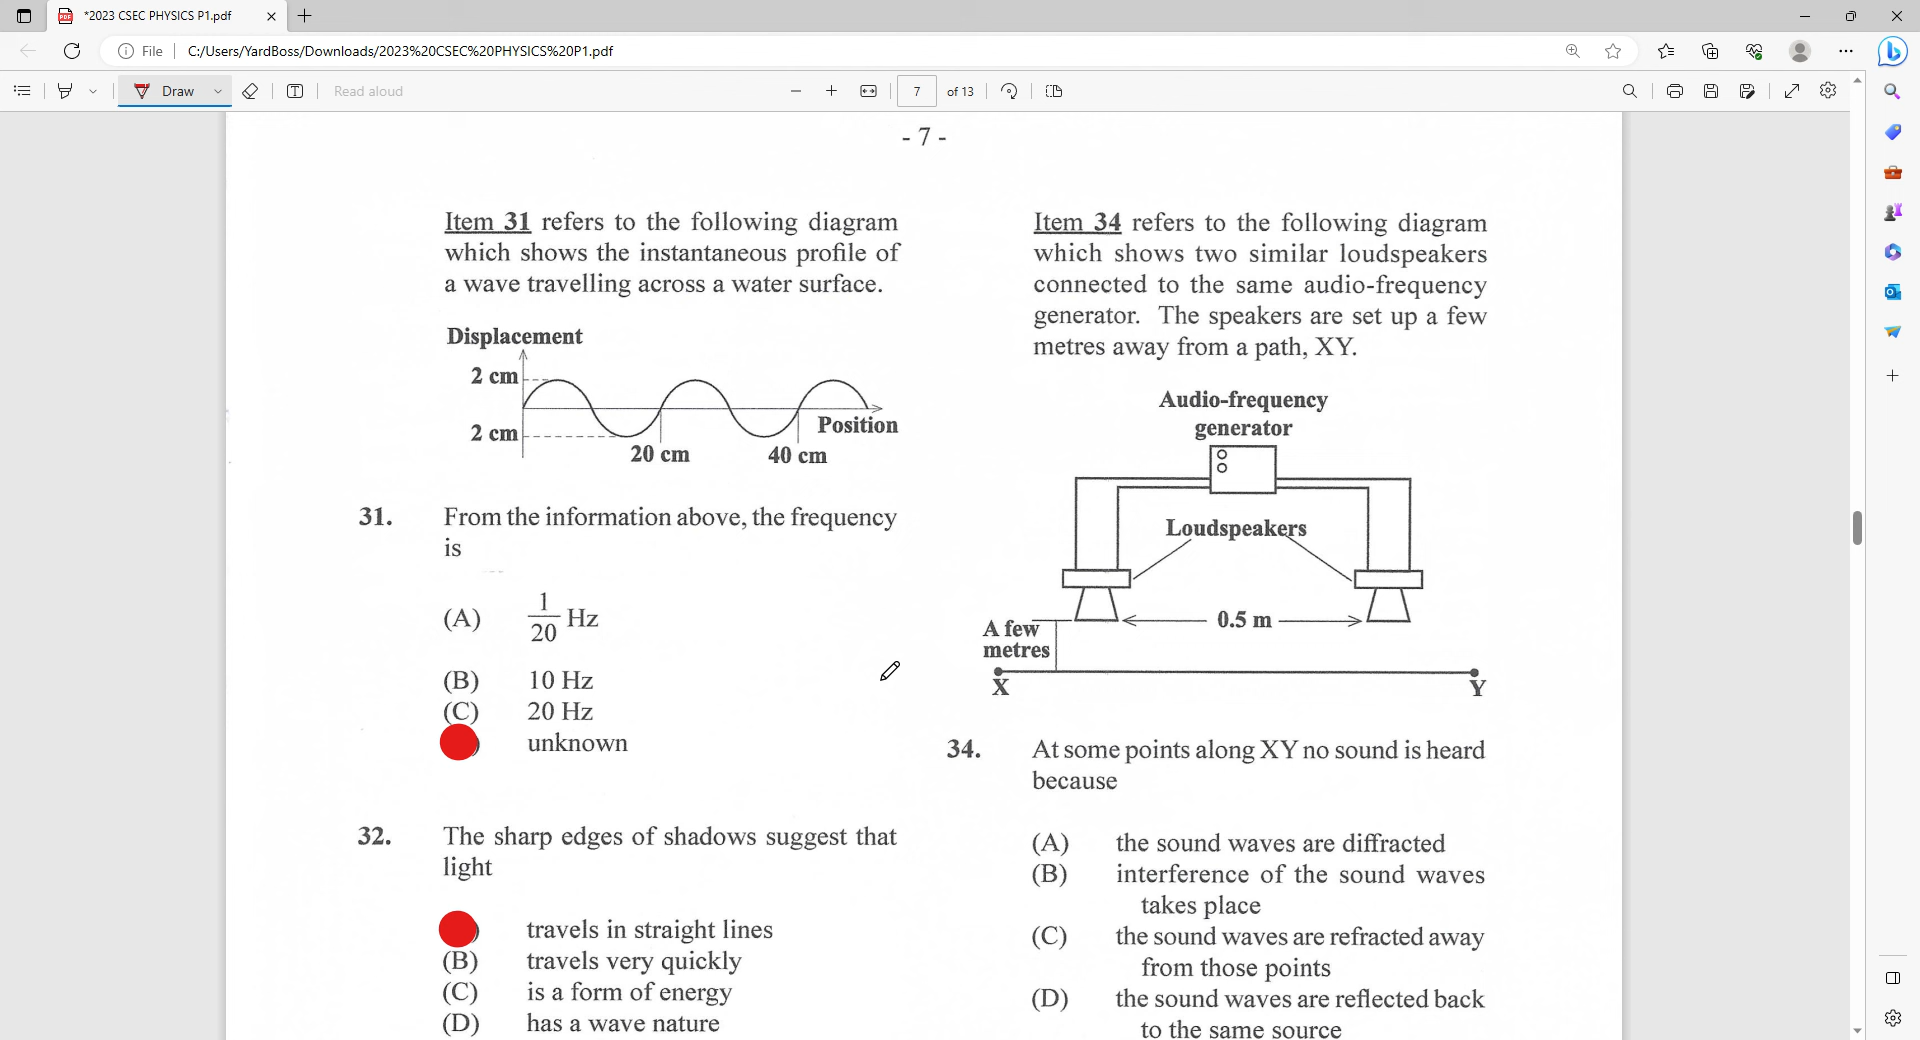 *2023 CSEC PHYSICS P1.pdf
File
C:/Users/YardBoss/Downloads/2023%20CSEC%20PHYSICS%20P1.pdf
Draw
Read aloud
7
of 13
- 7 -
Item 31 refers to the following diagram
which shows the instantaneous profile of
a wave travelling across a water surface.
Displacement
2 cm
2 cm
Position
20 cm
40 cm
31. From the information above, the frequency
is
(A) 1/20 Hz
(B) 10 Hz
(C) 20 Hz
) unknown
32. The sharp edges of shadows suggest that
light
) travels in straight lines
(B) travels very quickly
(C) is a form of energy
(D) has a wave nature
Item 34 refers to the following diagram
which shows two similar loudspeakers
connected to the same audio-frequency
generator. The speakers are set up a few
metres away from a path, XY.
Audio-frequency
generator
Loudspeakers
0.5 m
A few
metres
X
Y
34. At some points along XY no sound is heard
because
(A) the sound waves are diffracted
(B) interference of the sound waves
takes place
(C) the sound waves are refracted away
from those points
(D) the sound waves are reflected back
to the same source